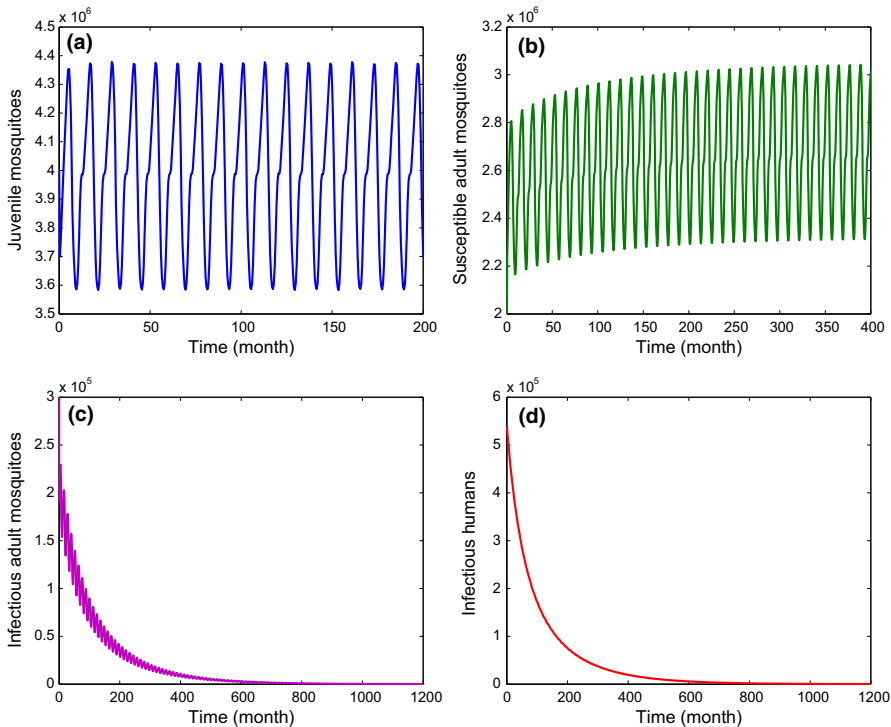 x 10^6
(a)
Juvenile mosquitoes
4.5
4.4
4.3
4.2
4.1
4
3.9
3.8
3.7
3.6
3.5
0 50 100 150 200
Time (month)
x 10^6
(b)
Susceptible adult mosquitoes
3.2
3
2.8
2.6
2.4
2.2
2
0 50 100 150 200 250 300 350 400
Time (month)
x 10^5
(c)
Infectious adult mosquitoes
3
2.5
2
1.5
1
0.5
0
0 200 400 600 800 1000 1200
Time (month)
x 10^5
(d)
Infectious humans
6
5
4
3
2
1
0
0 200 400 600 800 1000 1200
Time (month)